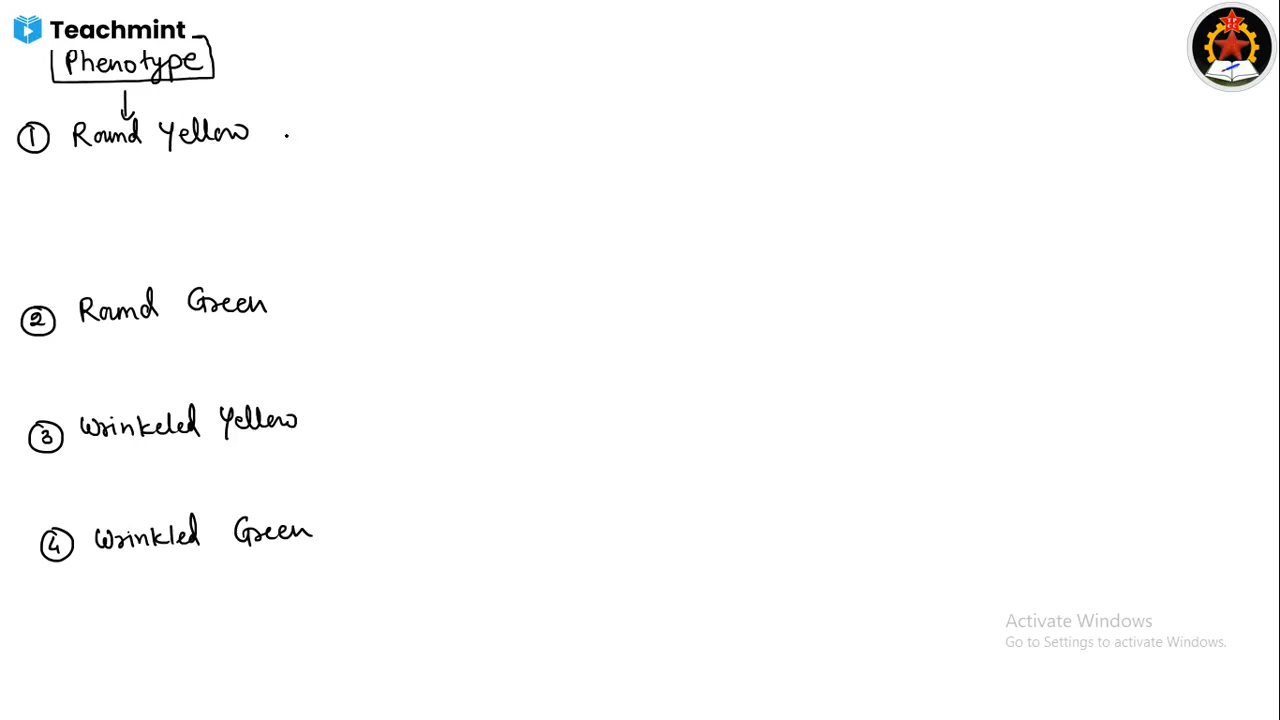 Teachmint
Phenotype
① Round Yellow
② Round Green
③ Wrinkeled Yellow
④ Wrinkled Green
Activate Windows
Go to Settings to activate Windows.